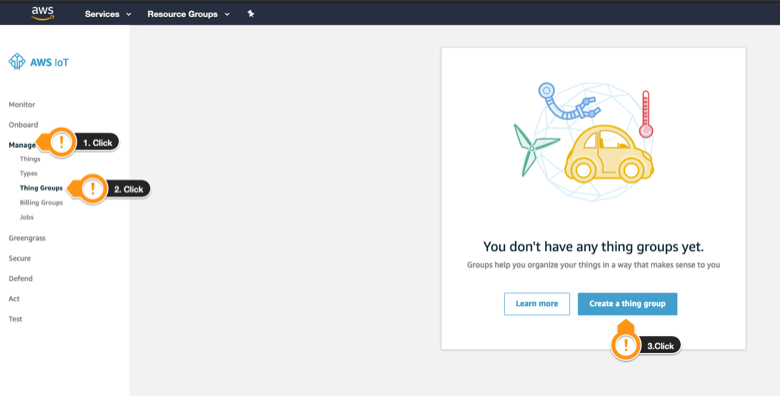 aws
Services
Resource Groups
AWS IoT
Monitor
Onboard
Manage
1. Click
Things
Types
Thing Groups
2. Click
Billing Groups
Jobs
Greengrass
Secure
Defend
Act
Test
You don't have any thing groups yet.
Groups help you organize your things in a way that makes sense to you
Learn more
Create a thing group
3.Click